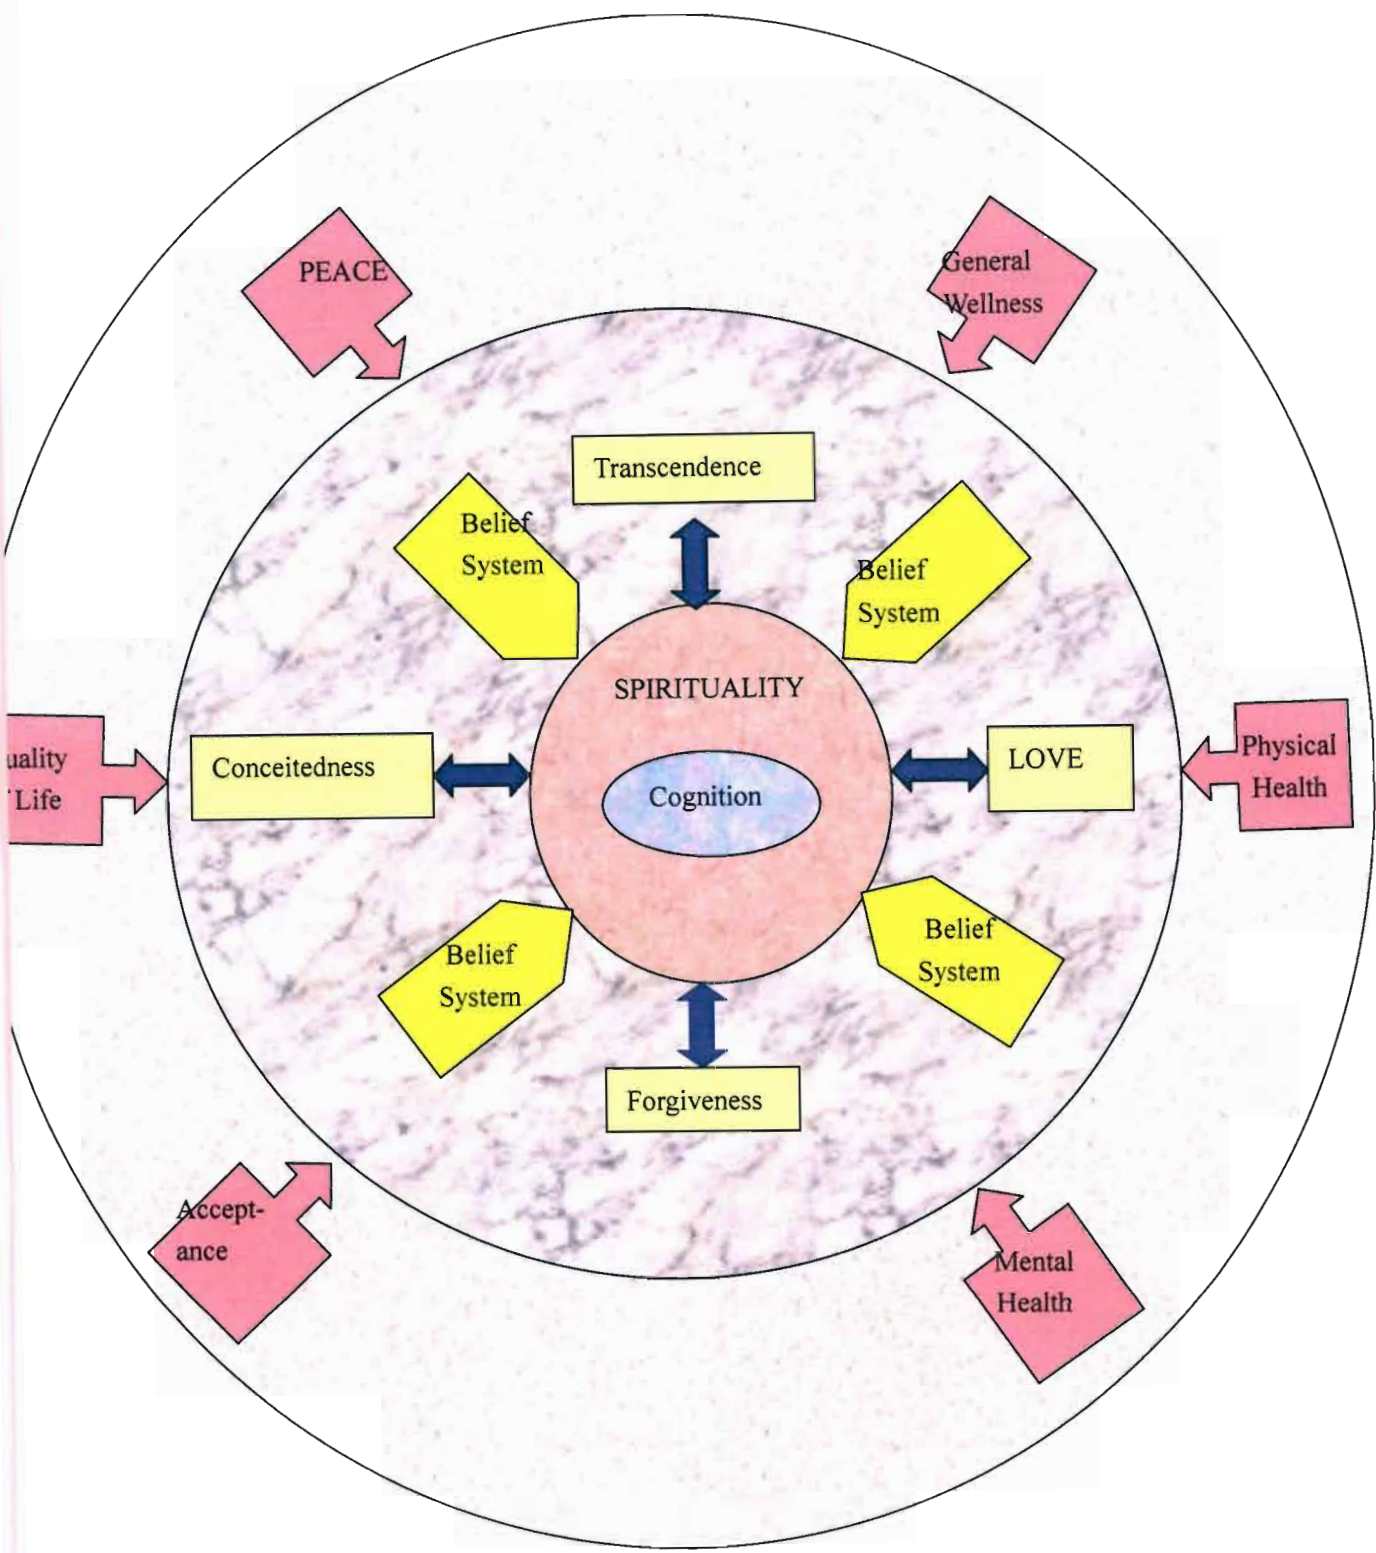 PEACE
General
Wellness
Transcendence
Belief
System
Belief
System
SPIRITUALITY
Conceitedness
Cognition
LOVE
Physical
Health
uality
Life
Belief
System
Belief
System
Forgiveness
Accept-
ance
Mental
Health